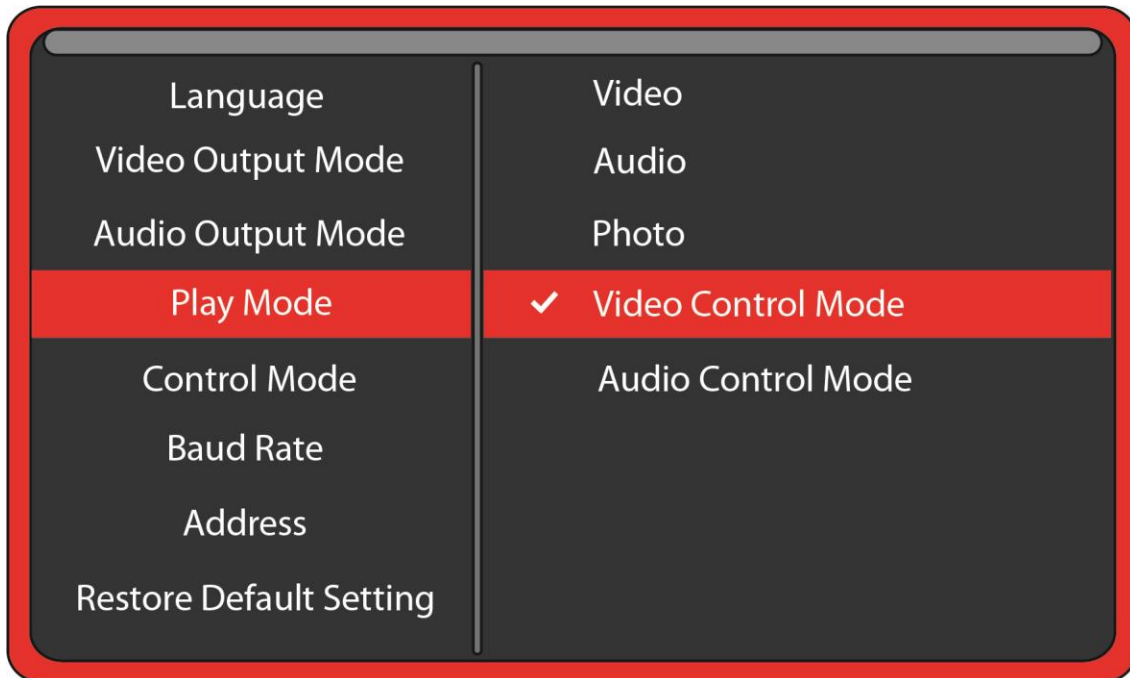 Language
Video Output Mode
Audio Output Mode
Play Mode
Control Mode
Baud Rate
Address
Restore Default Setting
Video
Audio
Photo
Video Control Mode
Audio Control Mode